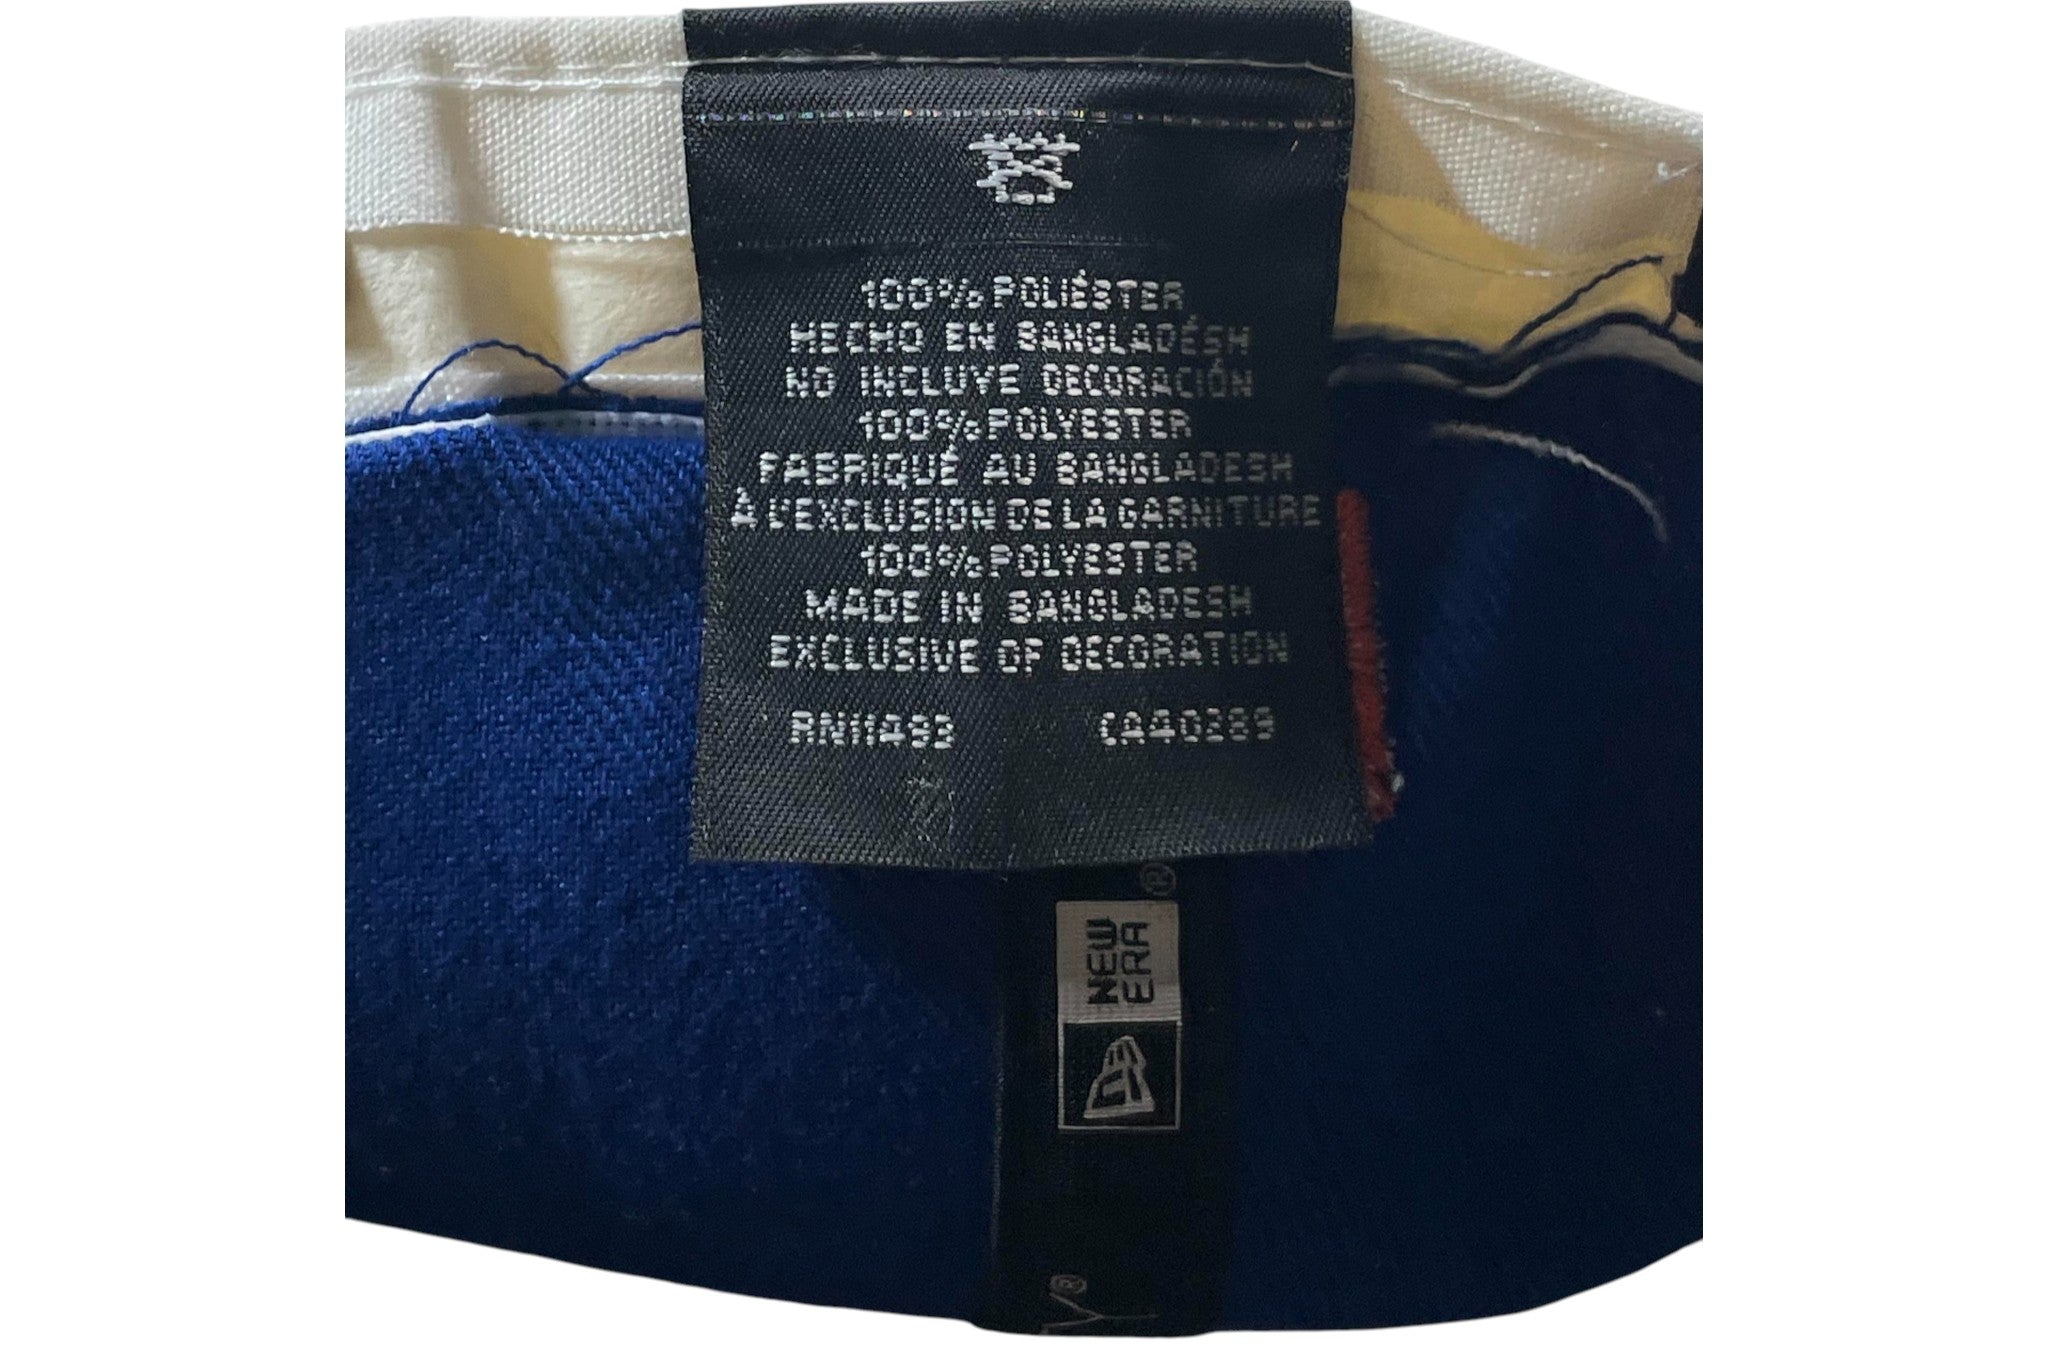 100% POLIÉSTER
HECHO EN BANGLADÉSH
NO INCLUYE DECORACIÓN
100% POLYESTER
FABRIQUÉ AU BANGLADESH
À L'EXCLUSION DE LA GARNITURE
100% POLYESTER
MADE IN BANGLADESH
EXCLUSIVE OF DECORATION
RN11493 CA40289
NEW ERA®
Y®